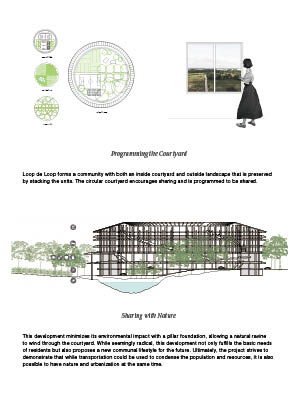 Programming the Courtyard
Loop de Loop forms a community with both an inside courtyard and outside landscape that is preserved
by stacking the units. The circular courtyard encourages sharing and is programmed to be shared.
Sharing with Nature
This development minimizes its environmental impact with a pillar foundation, allowing a natural ravine
to wind through the courtyard. While seemingly radical, this development not only fulfills the basic needs
of residents but also proposes a new communal lifestyle for the future. Ultimately, the project strives to
demonstrate that while transportation could be used to condense the population and resources, it is also
possible to have nature and urbanization at the same time.